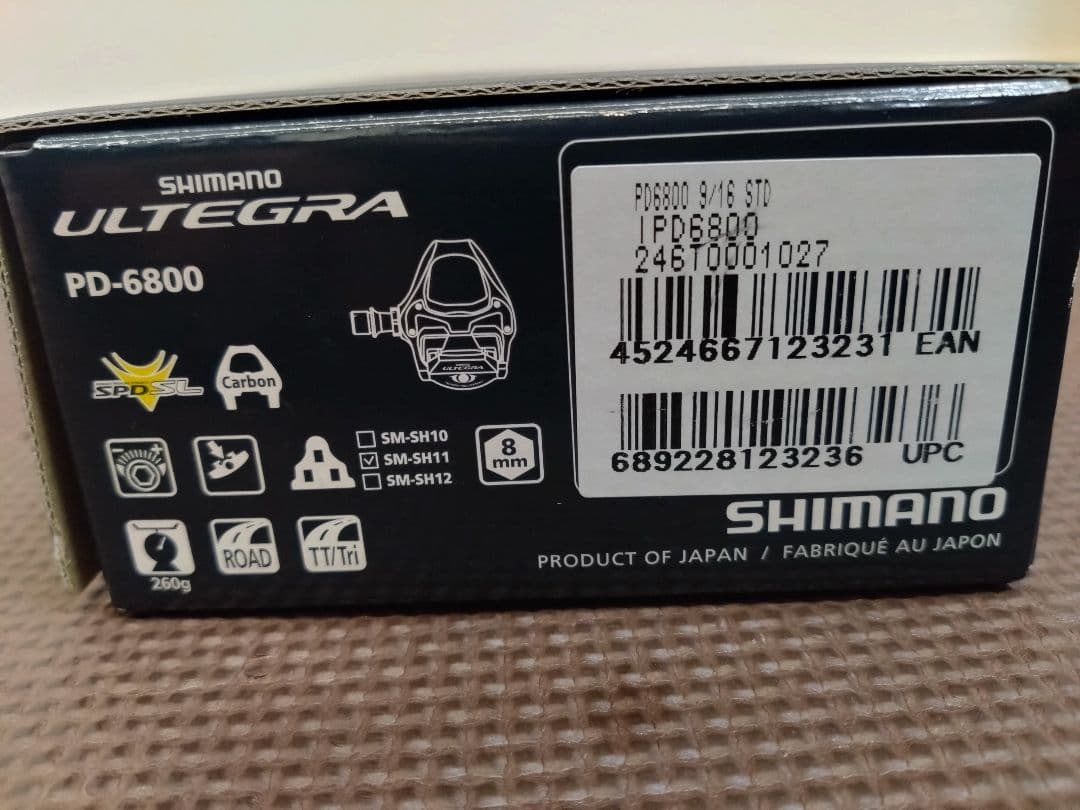 SHIMANO
ULTEGRA
PD-6800
ULTEGRA
SPD-SL
Carbon
SM-SH10
SM-SH11
SM-SH12
8
mm
260g
ROAD
TT/Tri
PD6800 9/16 STD
IPD6800
246T0001027
4524667123231 EAN
689228123236 UPC
SHIMANO
PRODUCT OF JAPAN / FABRIQUÉ AU JAPON